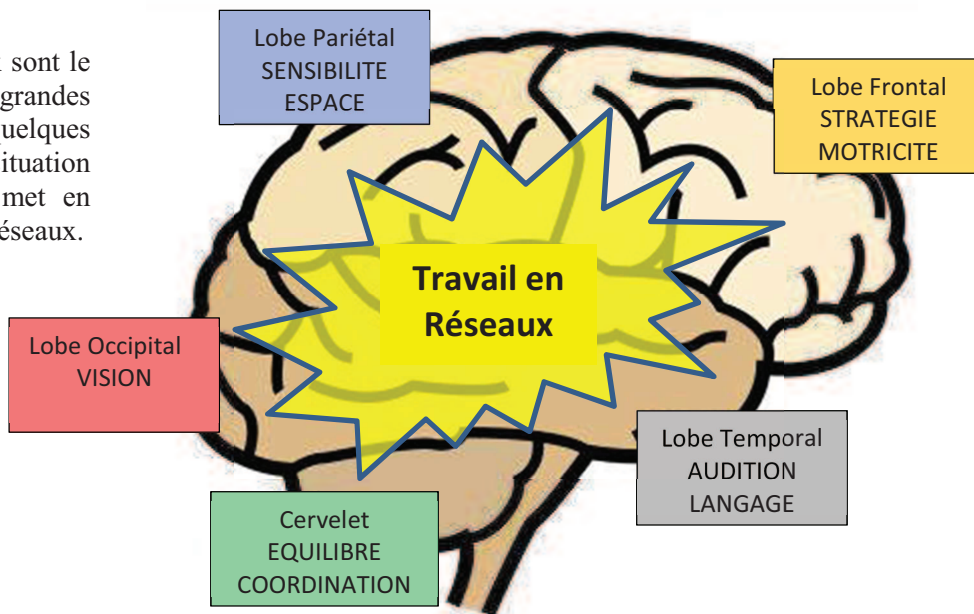 sont le
grandes
uelques
ituation
met en
éseaux.
Lobe Pariétal
SENSIBILITE
ESPACE
Lobe Frontal
STRATEGIE
MOTRICITE
Travail en
Réseaux
Lobe Occipital
VISION
Lobe Temporal
AUDITION
LANGAGE
Cervelet
EQUILIBRE
COORDINATION